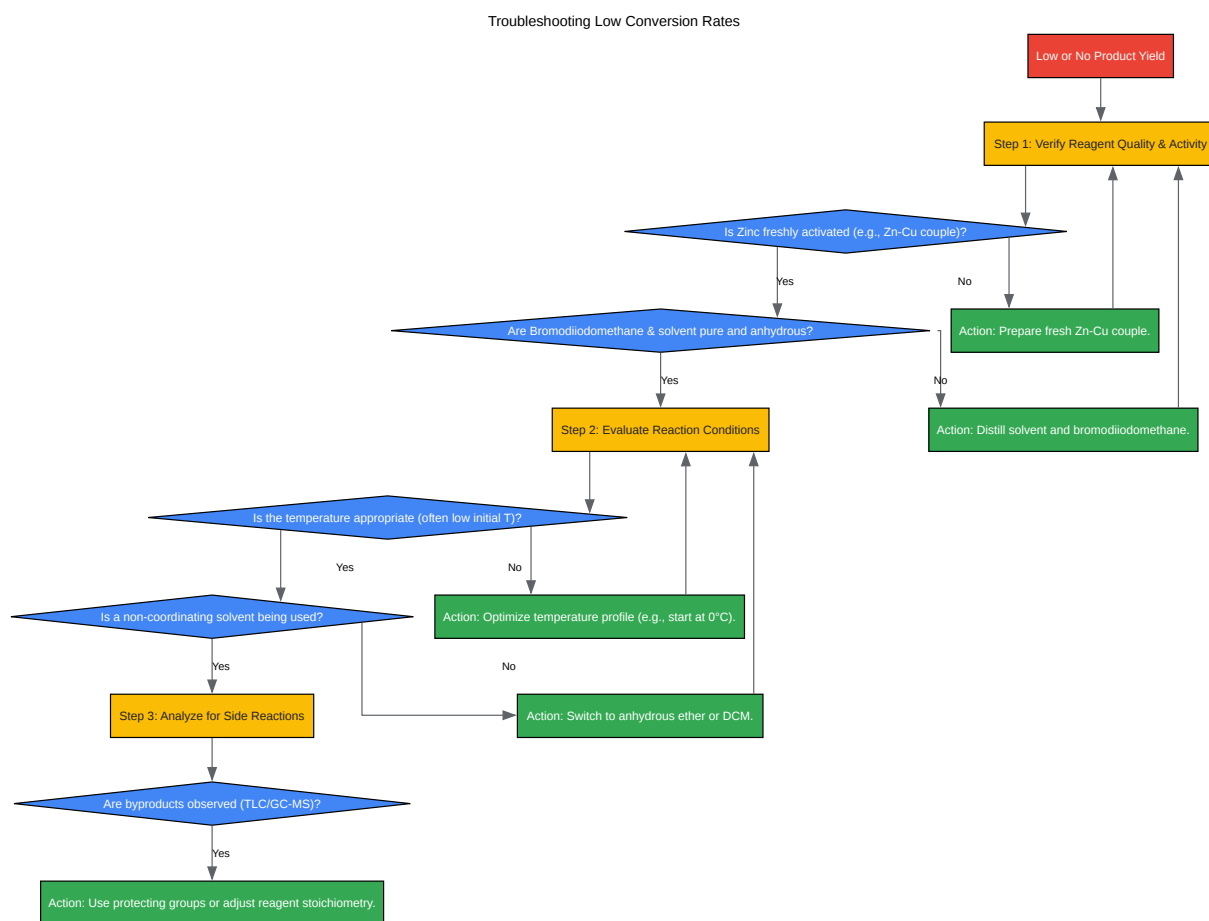 Troubleshooting Low Conversion Rates
Low or No Product Yield
Step 1: Verify Reagent Quality & Activity
Is Zinc freshly activated (e.g., Zn-Cu couple)?
Yes
No
Are Bromodiiodomethane & solvent pure and anhydrous?
Action: Prepare fresh Zn-Cu couple.
Yes
No
Step 2: Evaluate Reaction Conditions
Action: Distill solvent and bromodiiodomethane.
Is the temperature appropriate (often low initial T)?
Yes
No
Is a non-coordinating solvent being used?
Action: Optimize temperature profile (e.g., start at 0°C).
Yes
No
Step 3: Analyze for Side Reactions
Action: Switch to anhydrous ether or DCM.
Are byproducts observed (TLC/GC-MS)?
Yes
Action: Use protecting groups or adjust reagent stoichiometry.